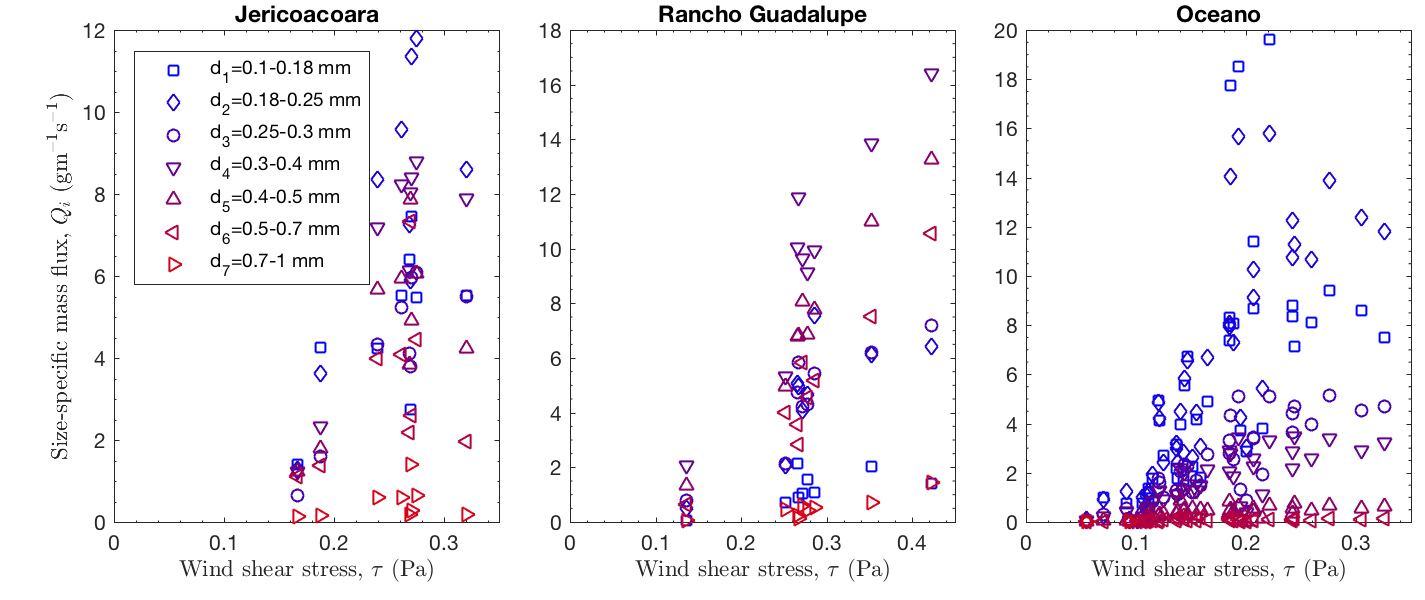 Jericoacoara
Rancho Guadalupe
Oceano
Size-specific mass flux, Qᵢ (gm⁻¹s⁻¹)
12
10
8
6
4
2
0
d₁=0.1-0.18 mm
d₂=0.18-0.25 mm
d₃=0.25-0.3 mm
d₄=0.3-0.4 mm
d₅=0.4-0.5 mm
d₆=0.5-0.7 mm
d₇=0.7-1 mm
0 0.1 0.2 0.3
Wind shear stress, τ (Pa)
18
16
14
12
10
8
6
4
2
0
0 0.1 0.2 0.3 0.4
Wind shear stress, τ (Pa)
20
18
16
14
12
10
8
6
4
2
0
0 0.1 0.2 0.3
Wind shear stress, τ (Pa)